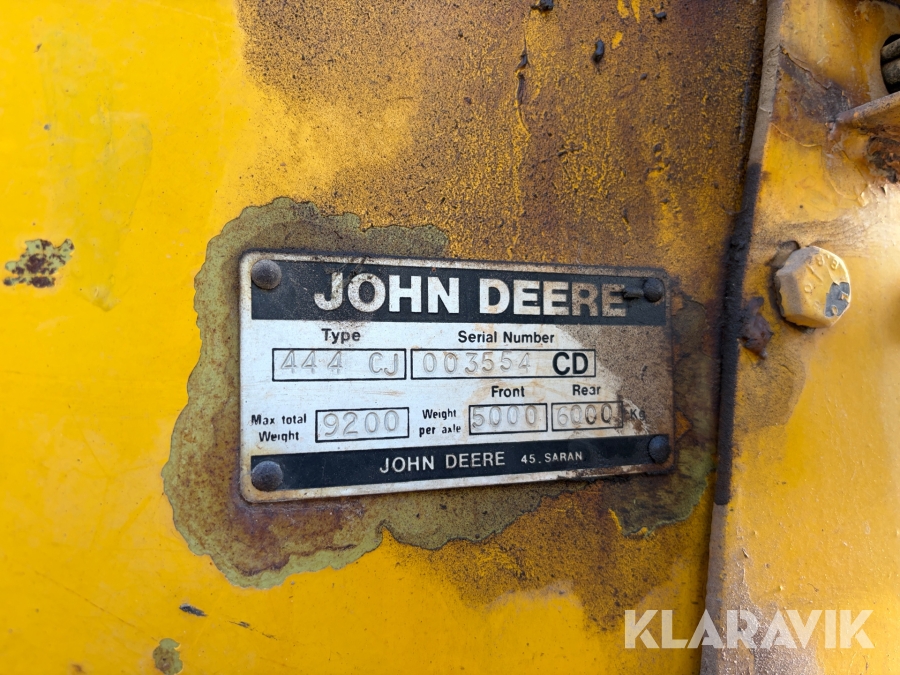 JOHN DEERE
Type Serial Number
444 CJ 003554 CD
Front Rear
Max total Weight 9200 Weight per axle 5000 6000 Kg
JOHN DEERE 45.SARAN
KLARAVIK